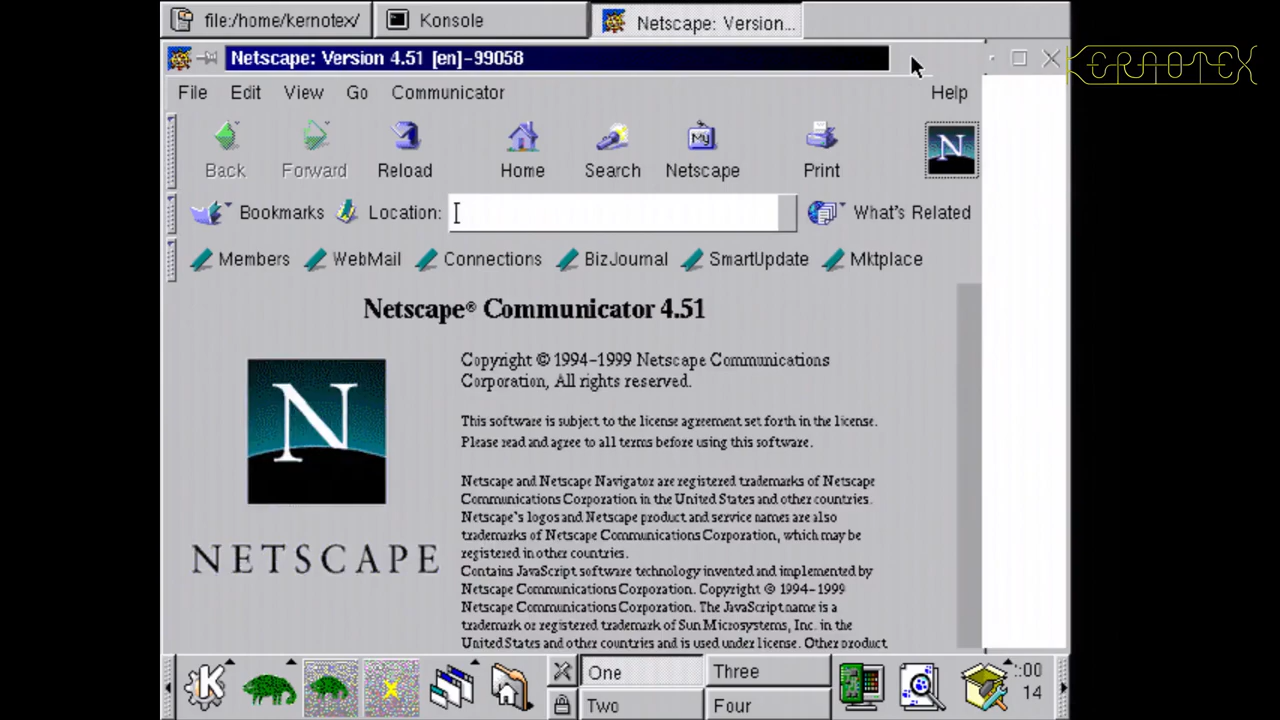 file:/home/kernotex/
Konsole
Netscape: Version...
Netscape: Version 4.51 [en]-99058
KERNOTEX
File Edit View Go Communicator Help
My N
Back Forward Reload Home Search Netscape Print
Bookmarks Location: What's Related
Members WebMail Connections BizJournal SmartUpdate Mktplace
Netscape® Communicator 4.51
Copyright © 1994-1999 Netscape Communications
Corporation, All rights reserved.
This software is subject to the license agreement set forth in the license.
Please read and agree to all terms before using this software.
N
NETSCAPE
Netscape and Netscape Navigator are registered trademarks of Netscape
Communications Corporation in the United States and other countries.
Netscape's logos and Netscape product and service names are also
trademarks of Netscape Communications Corporation, which may be
registered in other countries.
Contains JavaScript software technology invented and implemented by
Netscape Communications Corporation. Copyright © 1994-1999
Netscape Communications Corporation. The JavaScript name is a
trademark or registered trademark of Sun Microsystems, Inc. in the
United States and other countries and is used under license. Other product
K X
One Three
Two Four
:00
14